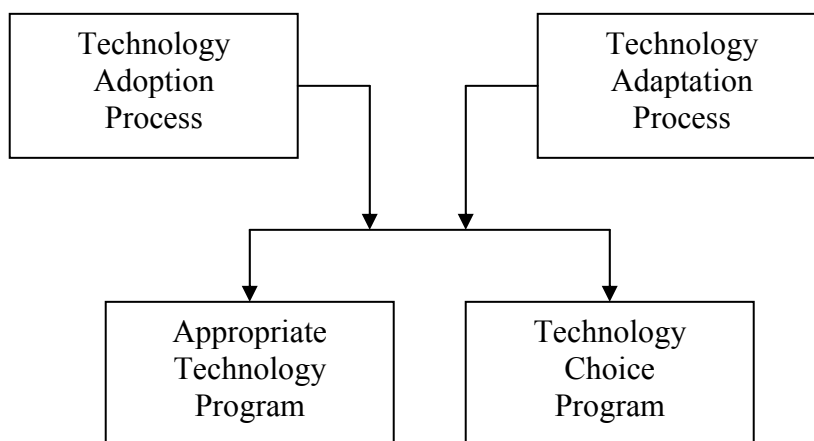 Technology
Adoption
Process
Technology
Adaptation
Process
Appropriate
Technology
Program
Technology
Choice
Program